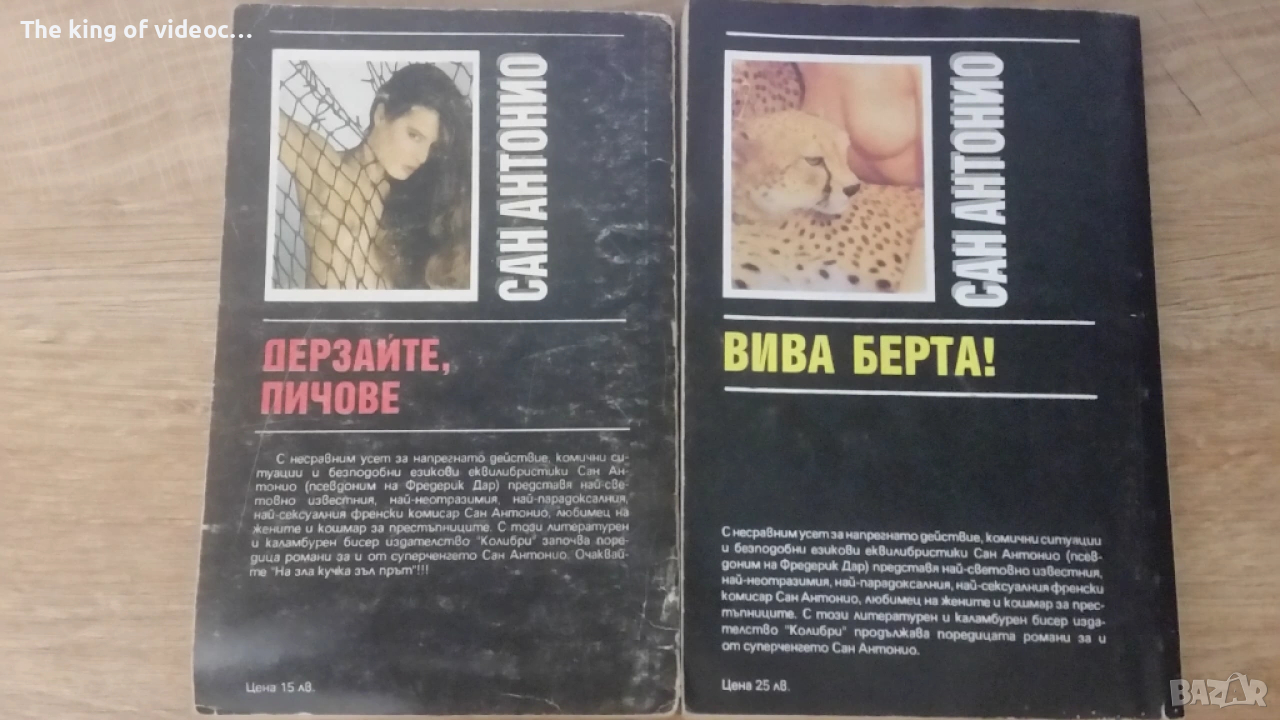 The king of videoc...
САН АНТОНИО
ДЕРЗАЙТЕ,
ПИЧОВЕ
С несравним усет за напрегнато действие, комични си-
туации и безподобни езикови еквилибристики Сан Ан-
тонио (псевдоним на Фредерик Дар) представя най-све-
товно известния, най-неотразимия, най-парадоксалния,
най-сексуалния френски комисар Сан Антонио, любимец на
жените и кошмар за престъпниците. С този литературен
и каламбурен бисер издателство "Колибри" започва поре-
дица романи за и от суперченгето Сан Антонио. Очаквай-
те "На зла кучка зъл прът"!!!
Цена 15 лв.
САН АНТОНИО
ВИВА БЕРТА!
С несравним усет за напрегнато действие, комични ситуации
и безподобни езикови еквилибристики Сан Антонио (псев-
доним на Фредерик Дар) представя най-световно известния,
най-неотразимия, най-парадоксалния, най-сексуалния френски
комисар Сан Антонио, любимец на жените и кошмар за прес-
тъпниците. С този литературен и каламбурен бисер изда-
телство "Колибри" продължава поредицата романи за и
от суперченгето Сан Антонио.
Цена 25 лв.
BAZAR